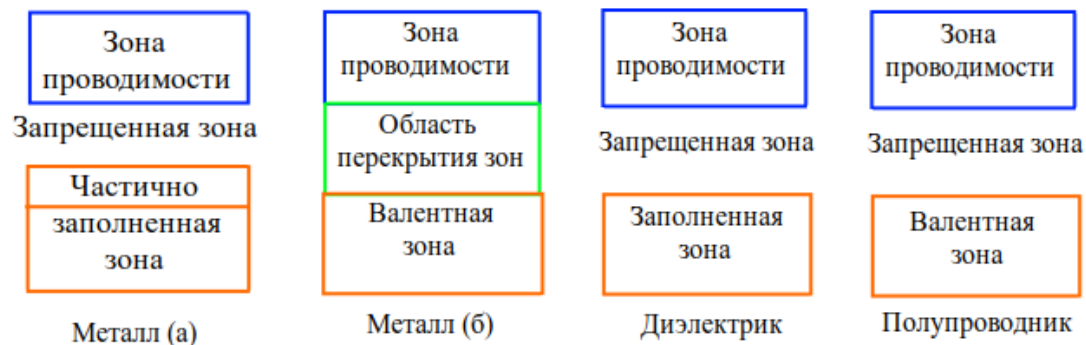 Зона
проводимости
Запрещенная зона
Частично
заполненная
зона
Металл (а)
Зона
проводимости
Область
перекрытия зон
Валентная
зона
Металл (б)
Зона
проводимости
Запрещенная зона
Заполненная
зона
Диэлектрик
Зона
проводимости
Запрещенная зона
Валентная
зона
Полупроводник